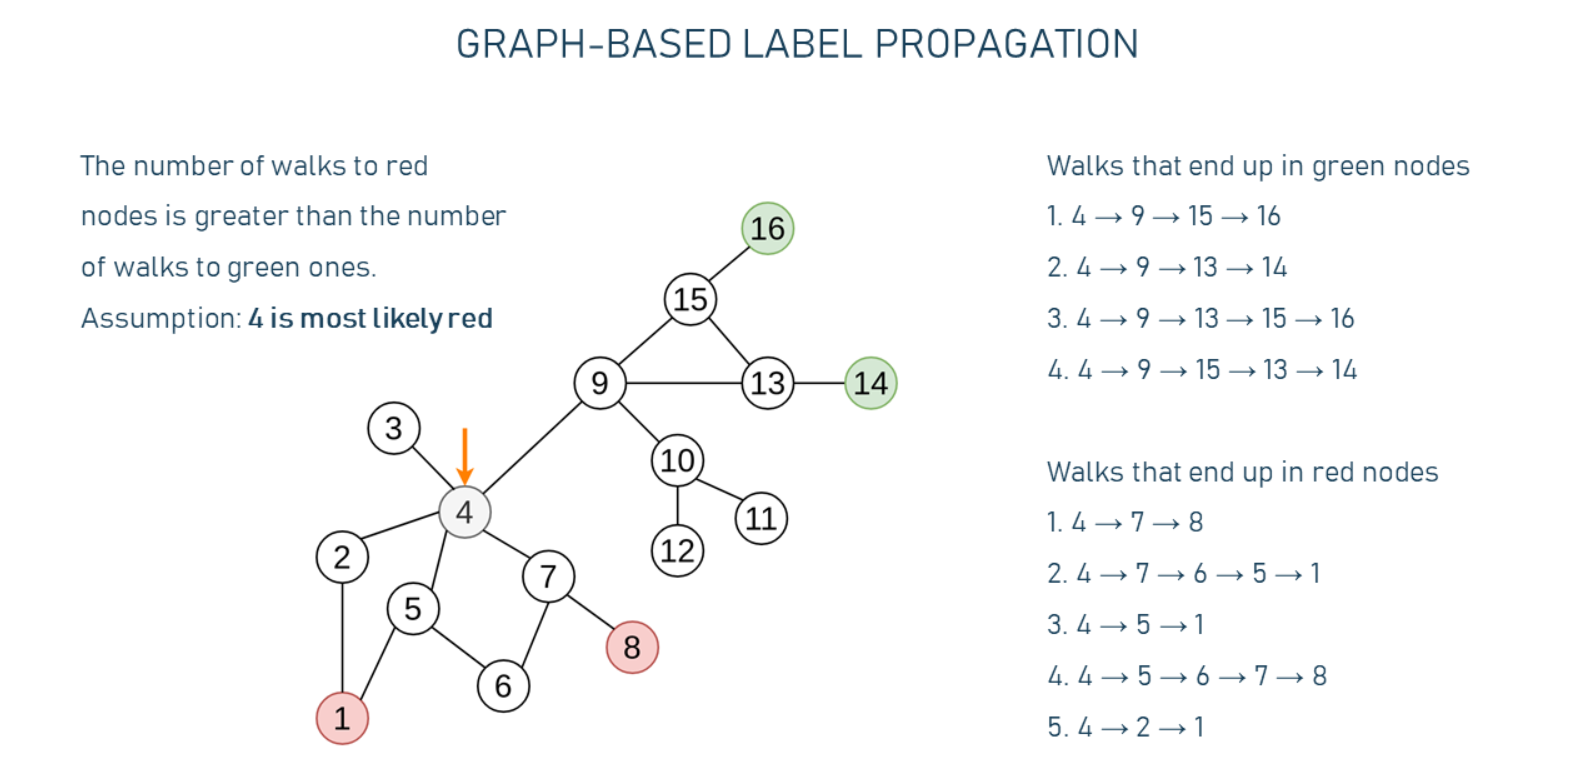 GRAPH-BASED LABEL PROPAGATION
The number of walks to red
nodes is greater than the number
of walks to green ones.
Assumption: 4 is most likely red
16
15
9
13
14
3
10
4
11
2
12
7
5
8
6
1
Walks that end up in green nodes
1. 4 → 9 → 15 → 16
2. 4 → 9 → 13 → 14
3. 4 → 9 → 13 → 15 → 16
4. 4 → 9 → 15 → 13 → 14
Walks that end up in red nodes
1. 4 → 7 → 8
2. 4 → 7 → 6 → 5 → 1
3. 4 → 5 → 1
4. 4 → 5 → 6 → 7 → 8
5. 4 → 2 → 1